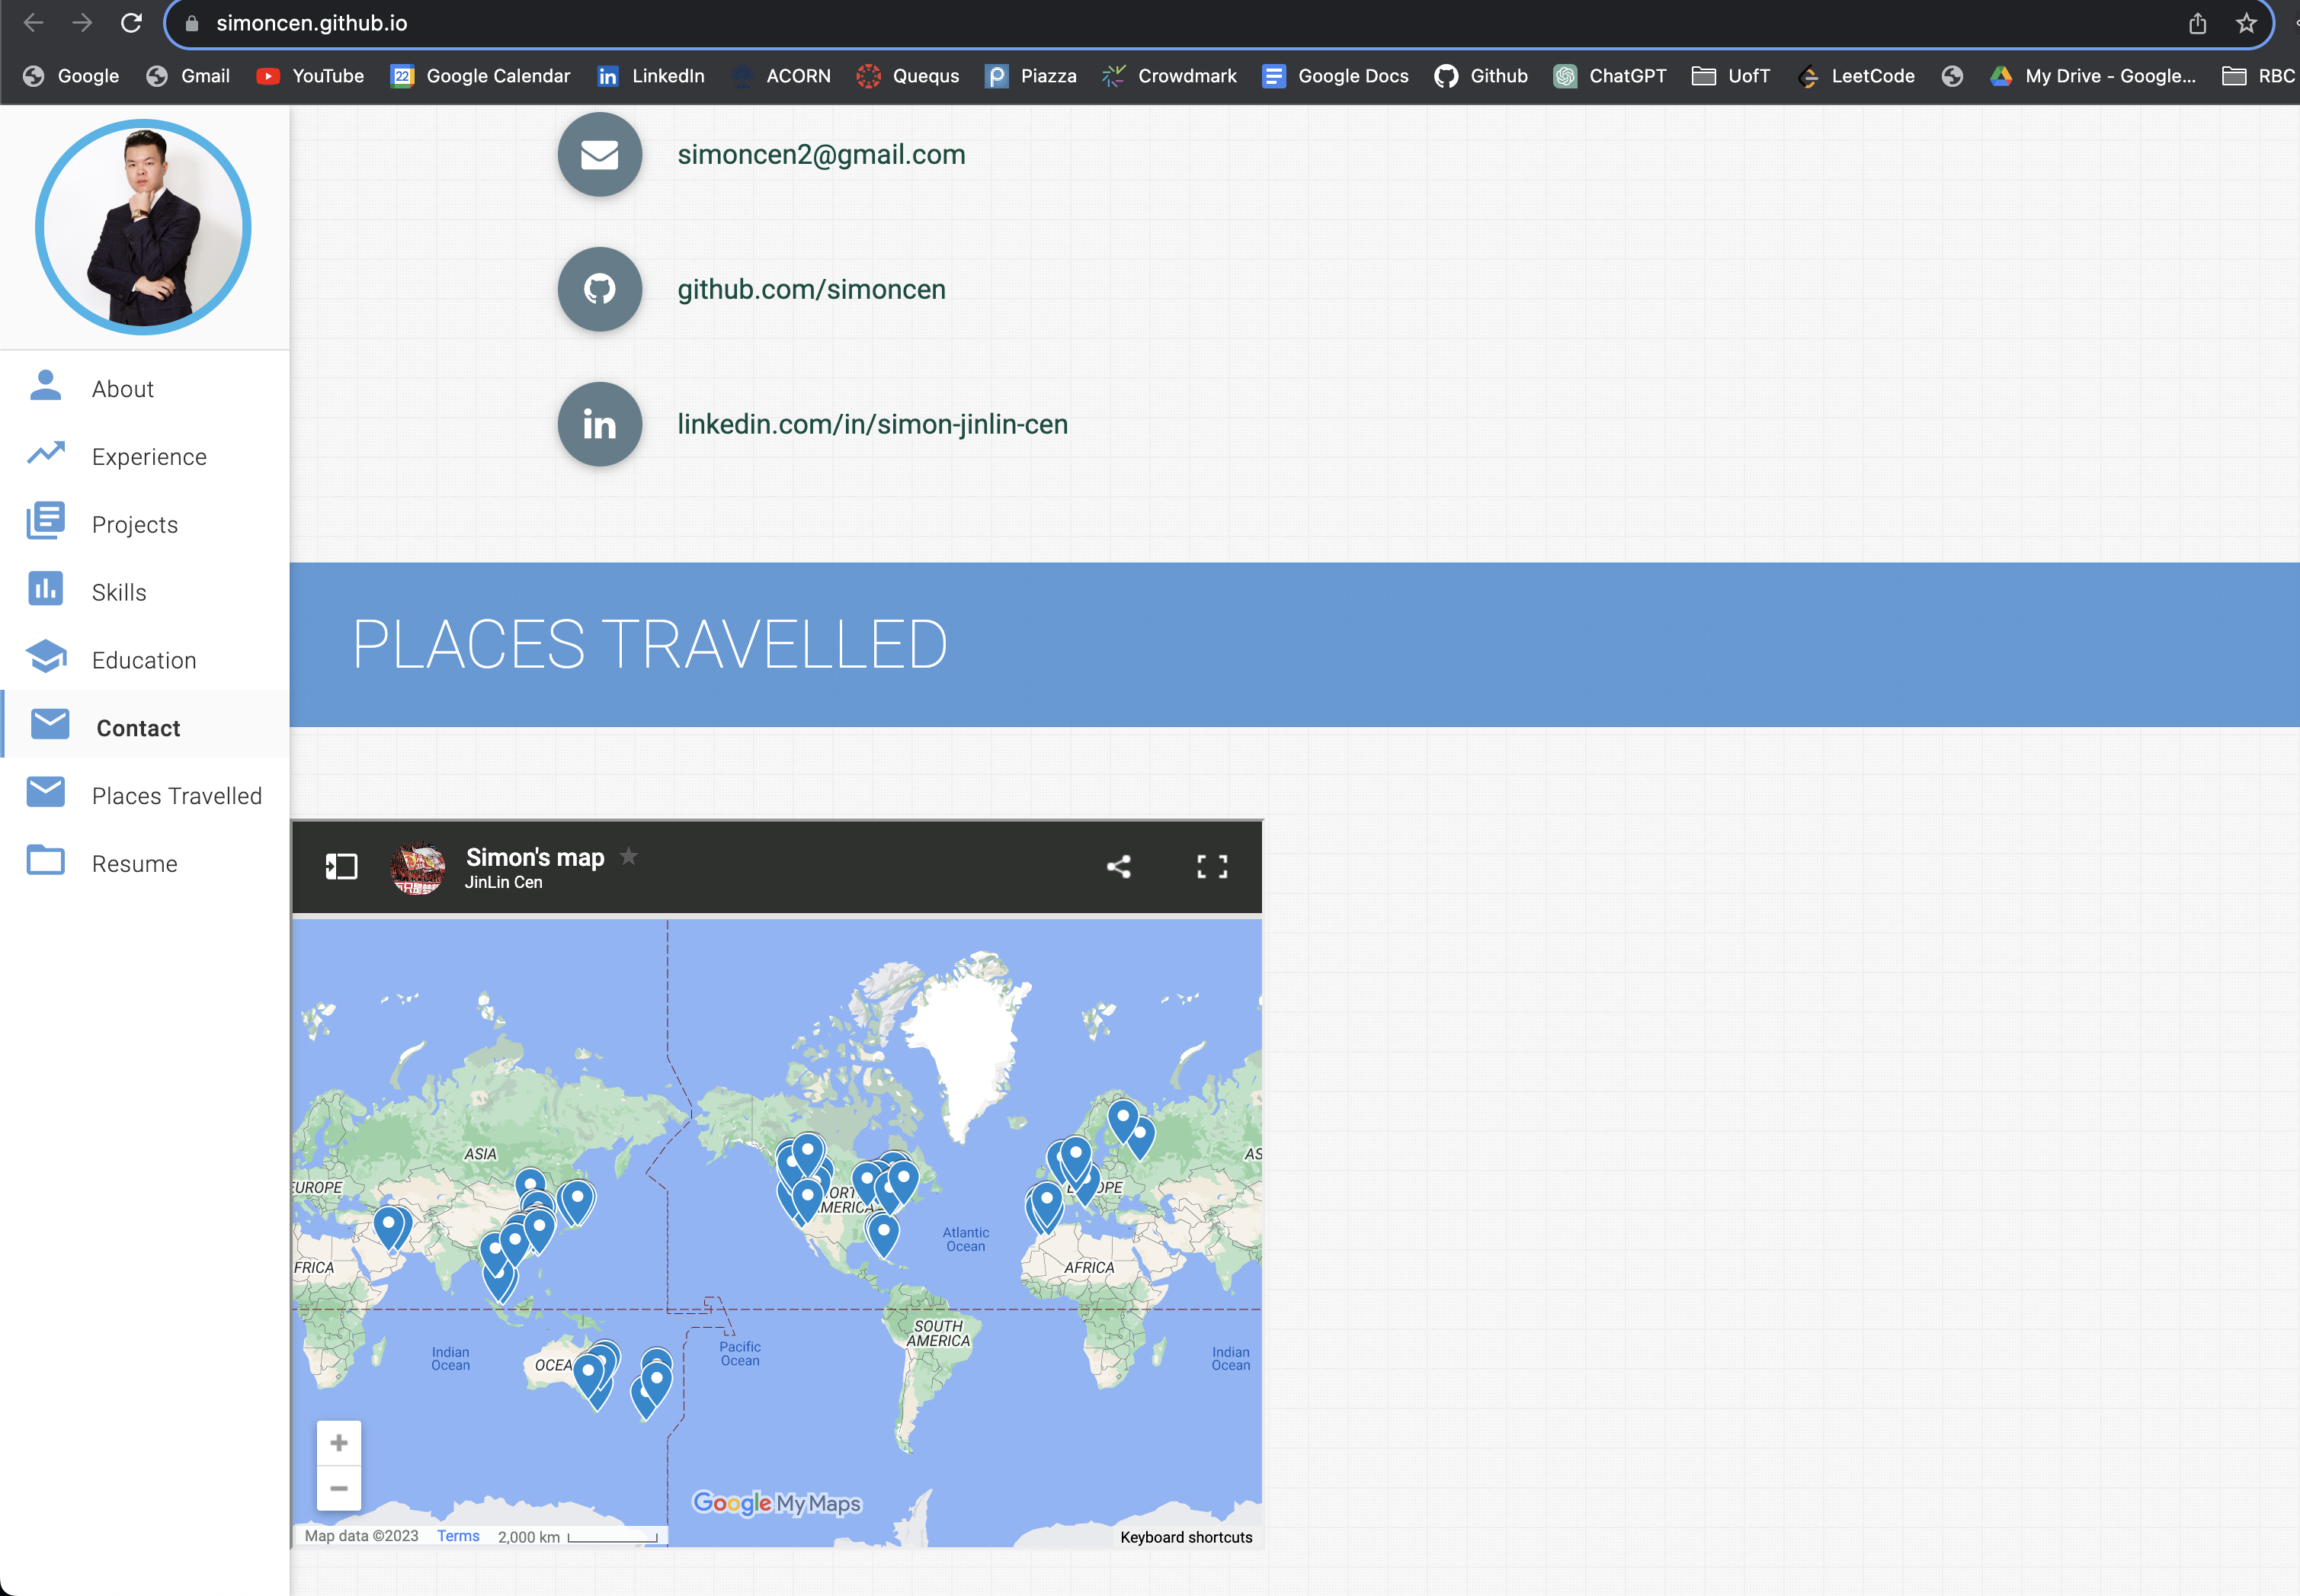 simoncen.github.io
Google Gmail YouTube 22 Google Calendar LinkedIn ACORN Quequs Piazza Crowdmark Google Docs Github ChatGPT UofT LeetCode My Drive - Google... RBC
simoncen2@gmail.com
github.com/simoncen
linkedin.com/in/simon-jinlin-cen
About
Experience
Projects
Skills
Education
Contact
Places Travelled
Resume
PLACES TRAVELLED
Simon's map
JinLin Cen
ASIA
AS
EUROPE
FRICA
Indian
Ocean
OCEA
Pacific
Ocean
ORT
MERICA
Atlantic
Ocean
SOUTH
AMERICA
E OPE
AFRICA
Indian
Ocean
+
−
Google My Maps
Map data ©2023 Terms 2,000 km
Keyboard shortcuts